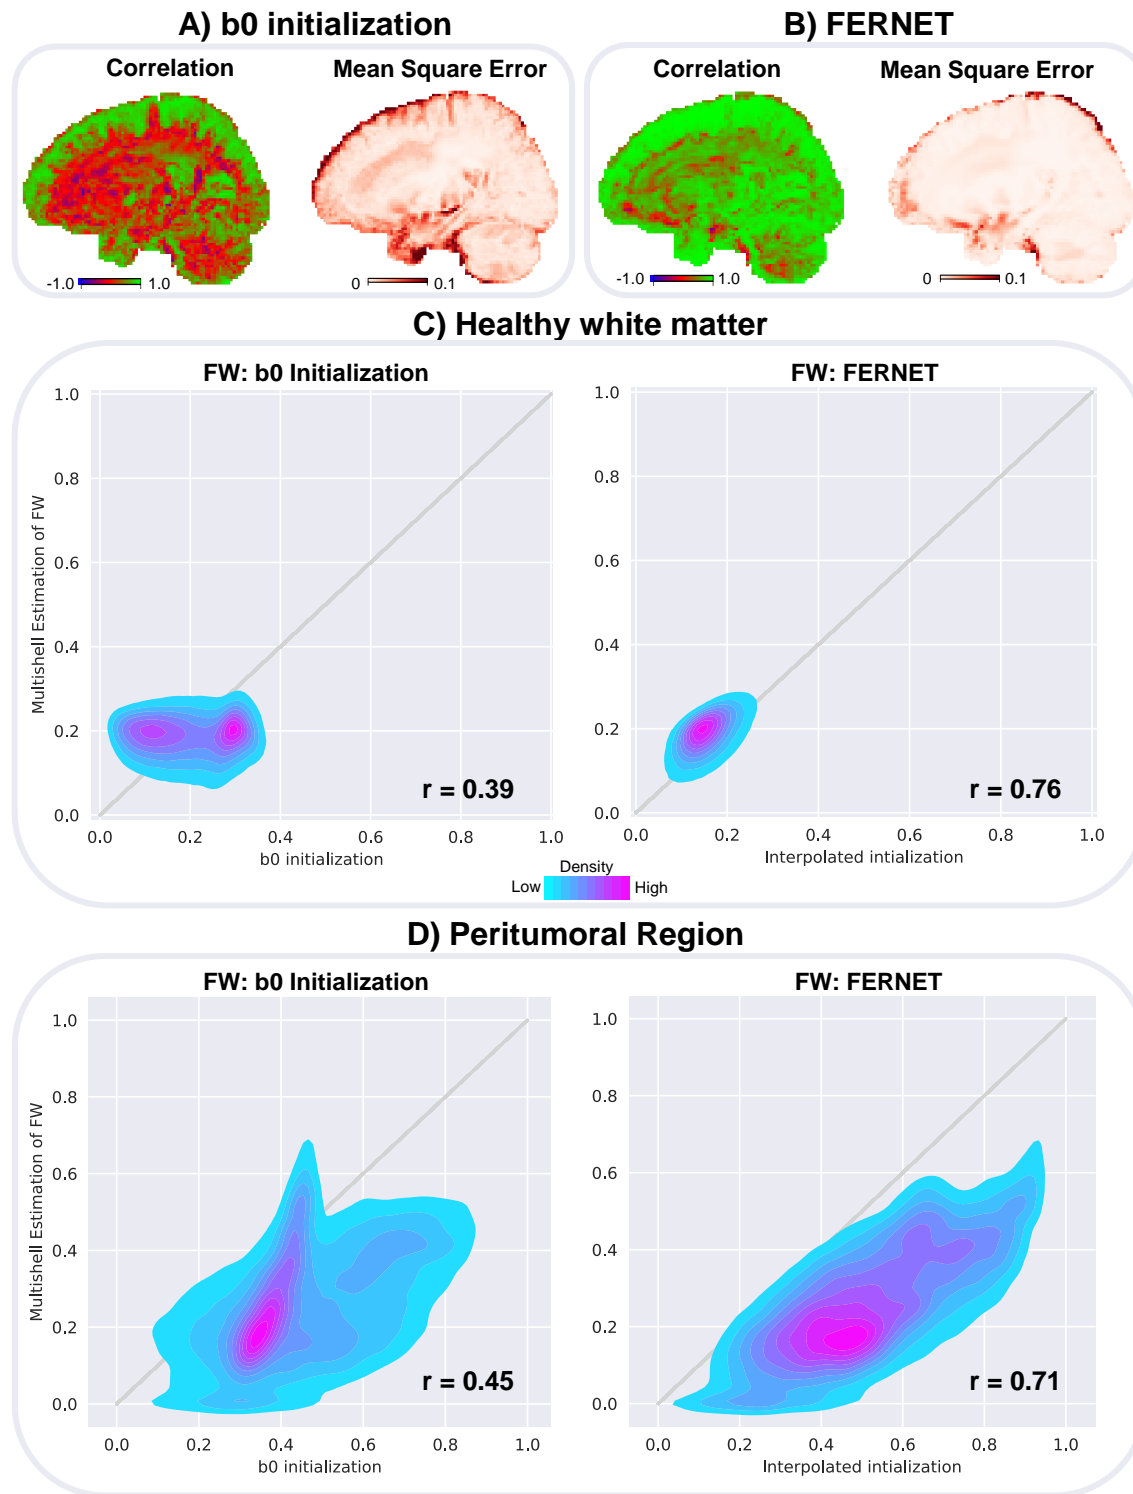 A) b0 initialization
B) FERNET
Correlation
Mean Square Error
Correlation
Mean Square Error
-1.0 1.0
0 0.1
-1.0 1.0
0 0.1
C) Healthy white matter
FW: b0 Initialization
FW: FERNET
Multishell Estimation of FW
1.0
0.8
0.6
0.4
0.2
0.0
0.0 0.2 0.4 0.6 0.8 1.0
b0 initialization
r = 0.39
1.0
0.8
0.6
0.4
0.2
0.0
0.0 0.2 0.4 0.6 0.8 1.0
Interpolated intialization
r = 0.76
Density
Low High
D) Peritumoral Region
FW: b0 Initialization
FW: FERNET
Multishell Estimation of FW
1.0
0.8
0.6
0.4
0.2
0.0
0.0 0.2 0.4 0.6 0.8 1.0
b0 initialization
r = 0.45
1.0
0.8
0.6
0.4
0.2
0.0
0.0 0.2 0.4 0.6 0.8 1.0
Interpolated intialization
r = 0.71